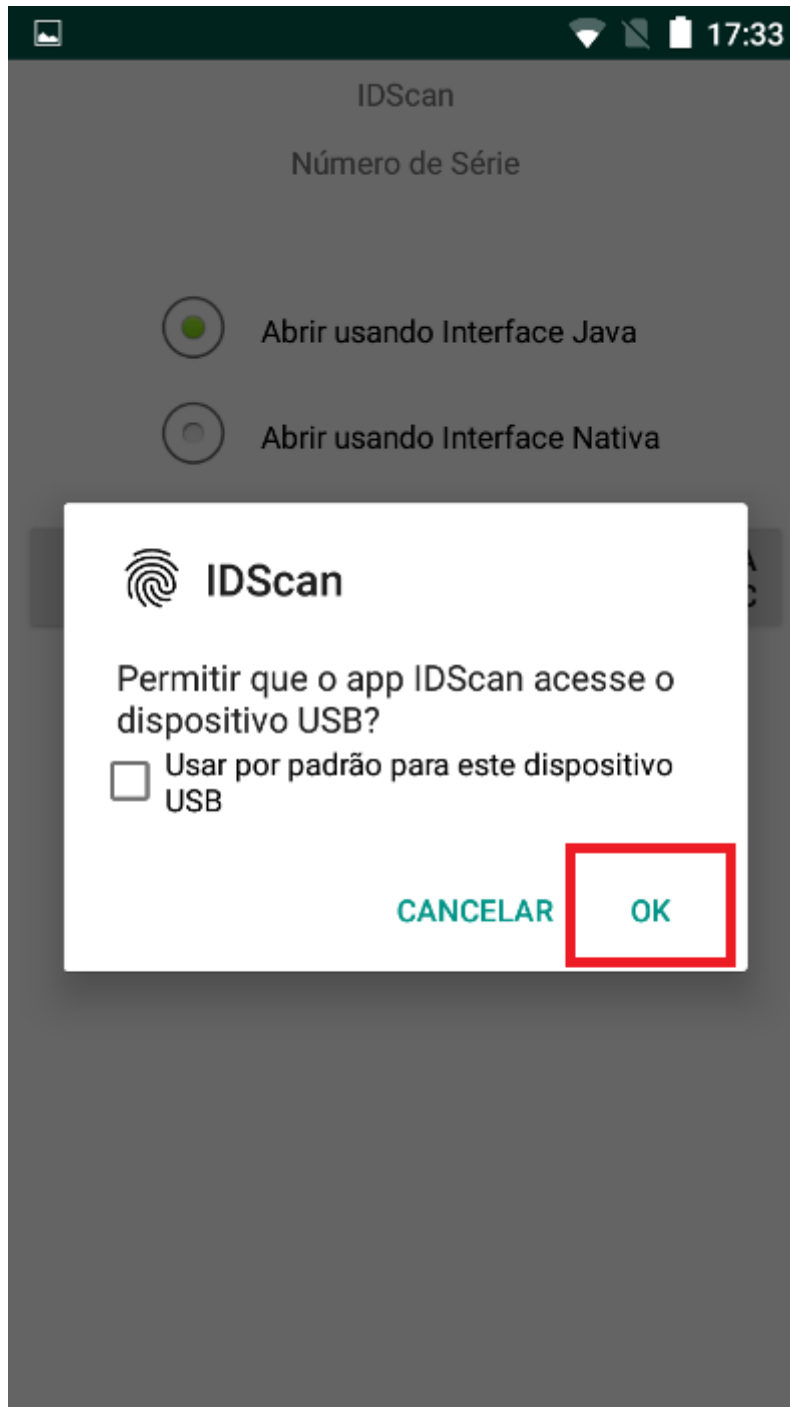 17:33
IDScan
Número de Série
Abrir usando Interface Java
Abrir usando Interface Nativa
IDScan
Permitir que o app IDScan acesse o
dispositivo USB?
Usar por padrão para este dispositivo
USB
CANCELAR OK